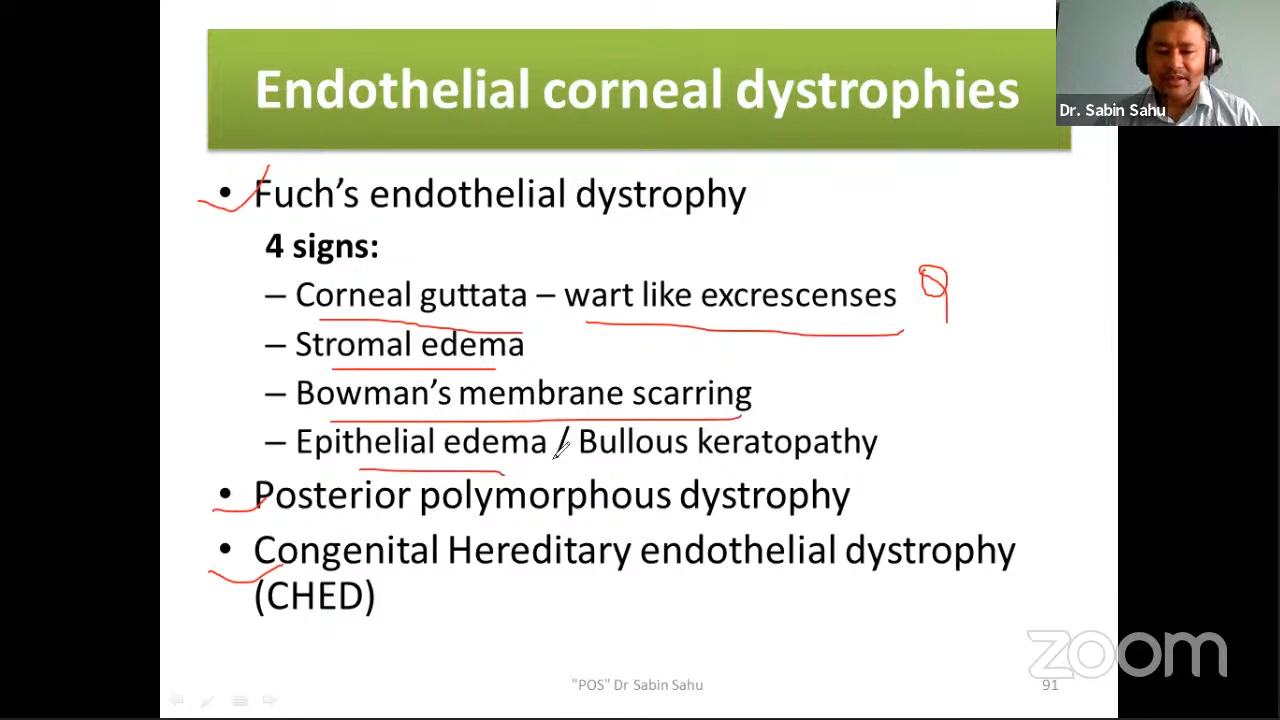 Endothelial corneal dystrophies
Dr. Sabin Sahu
• Fuch's endothelial dystrophy
4 signs:
– Corneal guttata – wart like excrescenses
– Stromal edema
– Bowman's membrane scarring
– Epithelial edema / Bullous keratopathy
• Posterior polymorphous dystrophy
• Congenital Hereditary endothelial dystrophy
(CHED)
zoom
"POS" Dr Sabin Sahu
91